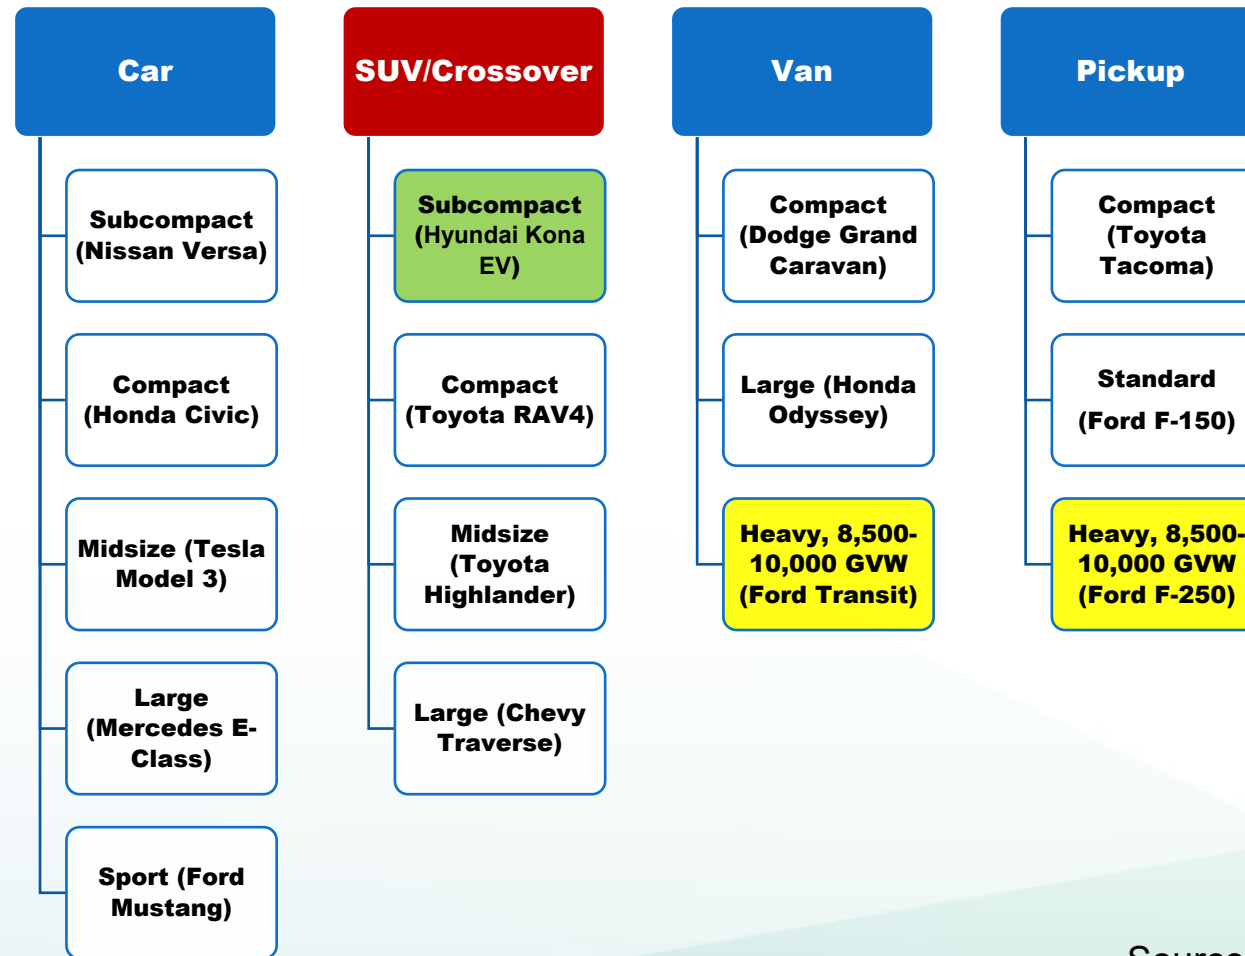 Car
Subcompact
(Nissan Versa)
Compact
(Honda Civic)
Midsize (Tesla
Model 3)
Large
(Mercedes E-
Class)
Sport (Ford
Mustang)
SUV/Crossover
Subcompact
(Hyundai Kona
EV)
Compact
(Toyota RAV4)
Midsize
(Toyota
Highlander)
Large (Chevy
Traverse)
Van
Compact
(Dodge Grand
Caravan)
Large (Honda
Odyssey)
Heavy, 8,500-
10,000 GVW
(Ford Transit)
Pickup
Compact
(Toyota
Tacoma)
Standard
(Ford F-150)
Heavy, 8,500-
10,000 GVW
(Ford F-250)